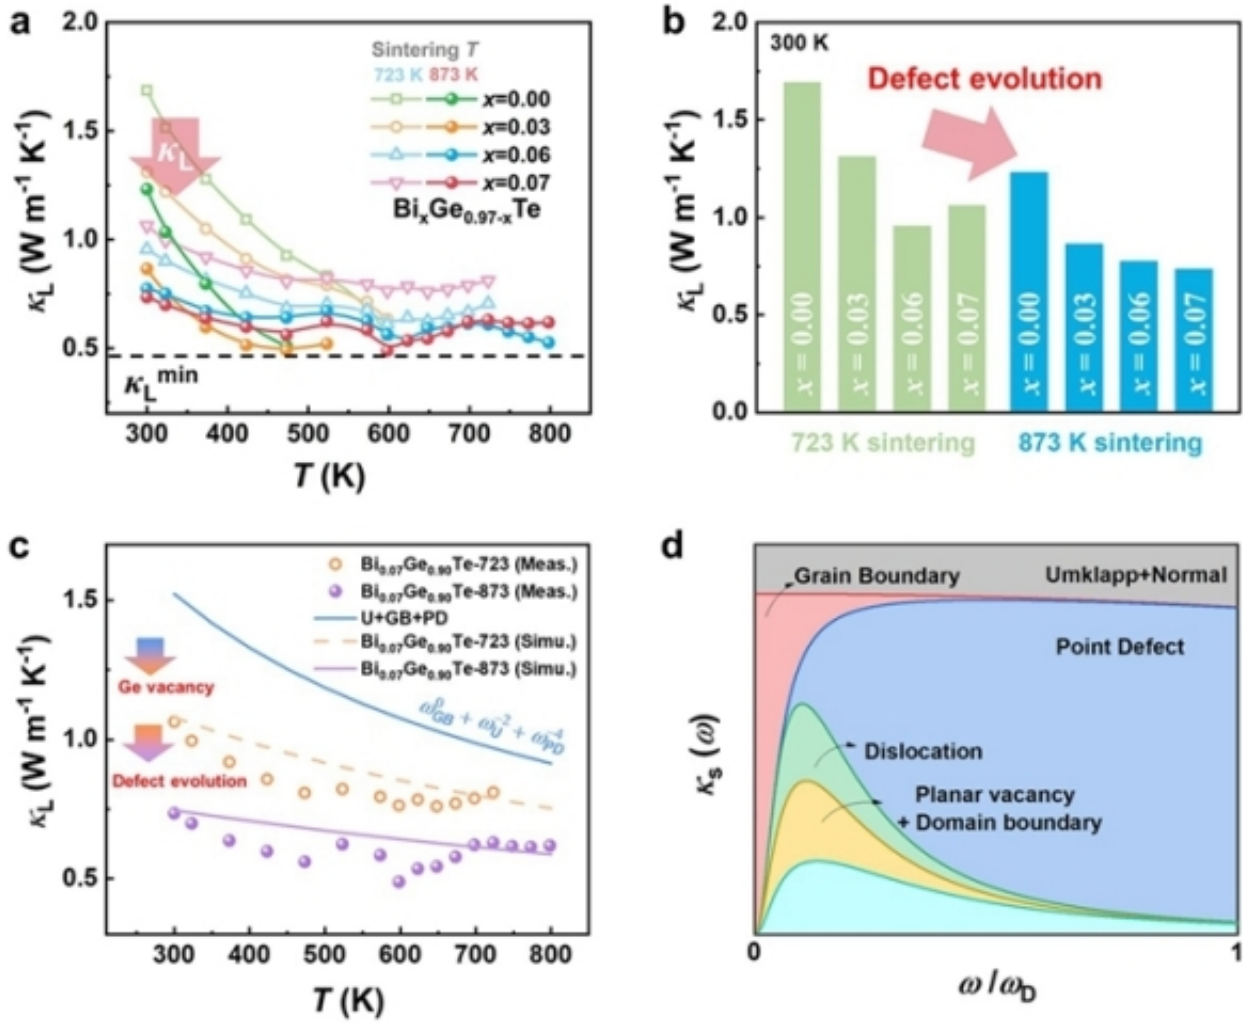 a
2.0
1.5
1.0
0.5
κL (W m-1 K-1)
Sintering T
723 K 873 K
x=0.00
x=0.03
x=0.06
x=0.07
BixGe0.97-xTe
κL
κLmin
300 400 500 600 700 800
T (K)
b
2.0
1.5
1.0
0.5
0.0
κL (W m-1 K-1)
300 K
Defect evolution
x = 0.00
x = 0.03
x = 0.06
x = 0.07
x = 0.00
x = 0.03
x = 0.06
x = 0.07
723 K sintering 873 K sintering
c
1.5
1.0
0.5
κL (W m-1 K-1)
Bi0.07Ge0.90Te-723 (Meas.)
Bi0.07Ge0.90Te-873 (Meas.)
U+GB+PD
Bi0.07Ge0.90Te-723 (Simu.)
Bi0.07Ge0.90Te-873 (Simu.)
Ge vacancy
Defect evolution
ω0GB + ω-2U + ω-4PD
300 400 500 600 700 800
T (K)
d
κs (ω)
Grain Boundary
Umklapp+Normal
Point Defect
Dislocation
Planar vacancy
+ Domain boundary
0 1
ω /ωD